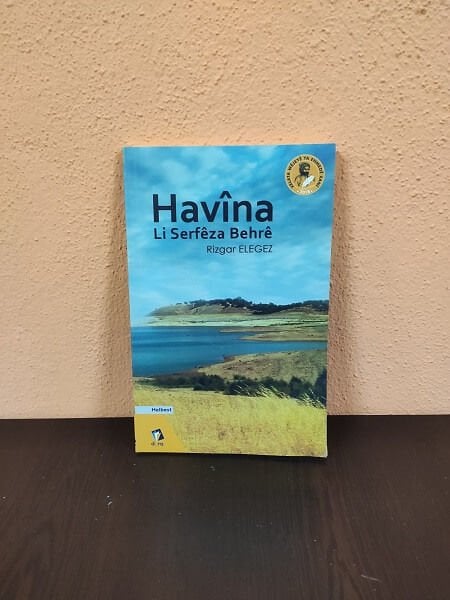 Havîna
Li Serfêza Behrê
Rizgar ELEGEZ
Helbest